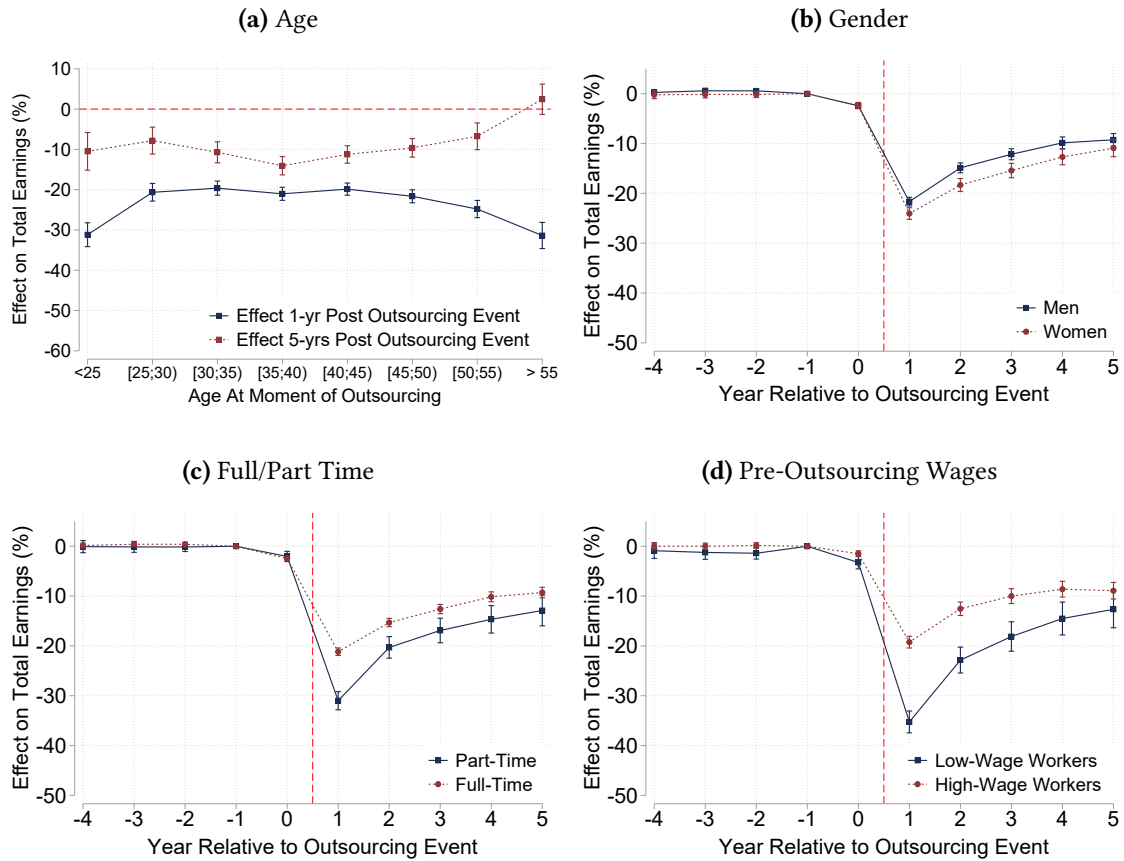 (a) Age
Effect on Total Earnings (%)
10
0
-10
-20
-30
-40
-50
-60
Effect 1-yr Post Outsourcing Event
Effect 5-yrs Post Outsourcing Event
<25 [25;30) [30;35) [35;40) [40;45) [45;50) [50;55) > 55
Age At Moment of Outsourcing
(b) Gender
Effect on Total Earnings (%)
0
-10
-20
-30
-40
-50
Men
Women
-4 -3 -2 -1 0 1 2 3 4 5
Year Relative to Outsourcing Event
(c) Full/Part Time
Effect on Total Earnings (%)
0
-10
-20
-30
-40
-50
Part-Time
Full-Time
-4 -3 -2 -1 0 1 2 3 4 5
Year Relative to Outsourcing Event
(d) Pre-Outsourcing Wages
Effect on Total Earnings (%)
0
-10
-20
-30
-40
-50
Low-Wage Workers
High-Wage Workers
-4 -3 -2 -1 0 1 2 3 4 5
Year Relative to Outsourcing Event